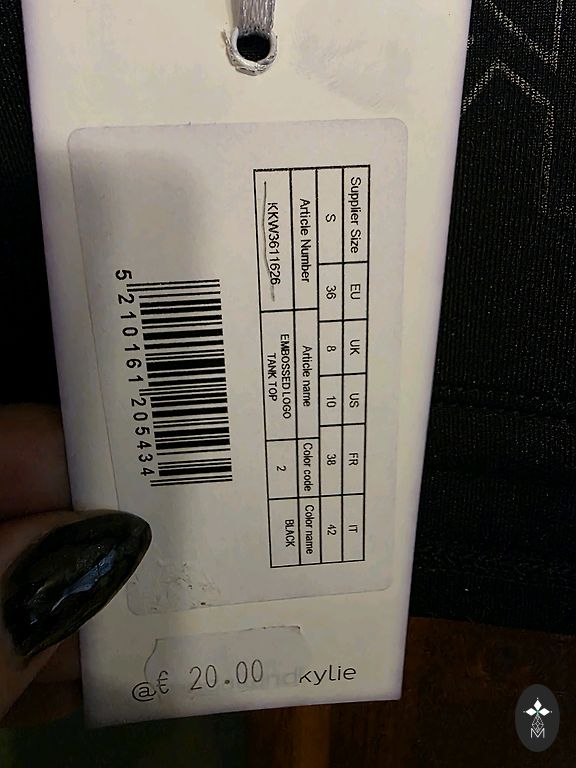 Supplier Size EU UK US FR IT
S 36 8 10 38 42
Article Number Article name Color code Color name
KKW3611626 EMBOSSED LOGO TANK TOP 2 BLACK
5 210161 205434
@€ 20.00
kylie
M